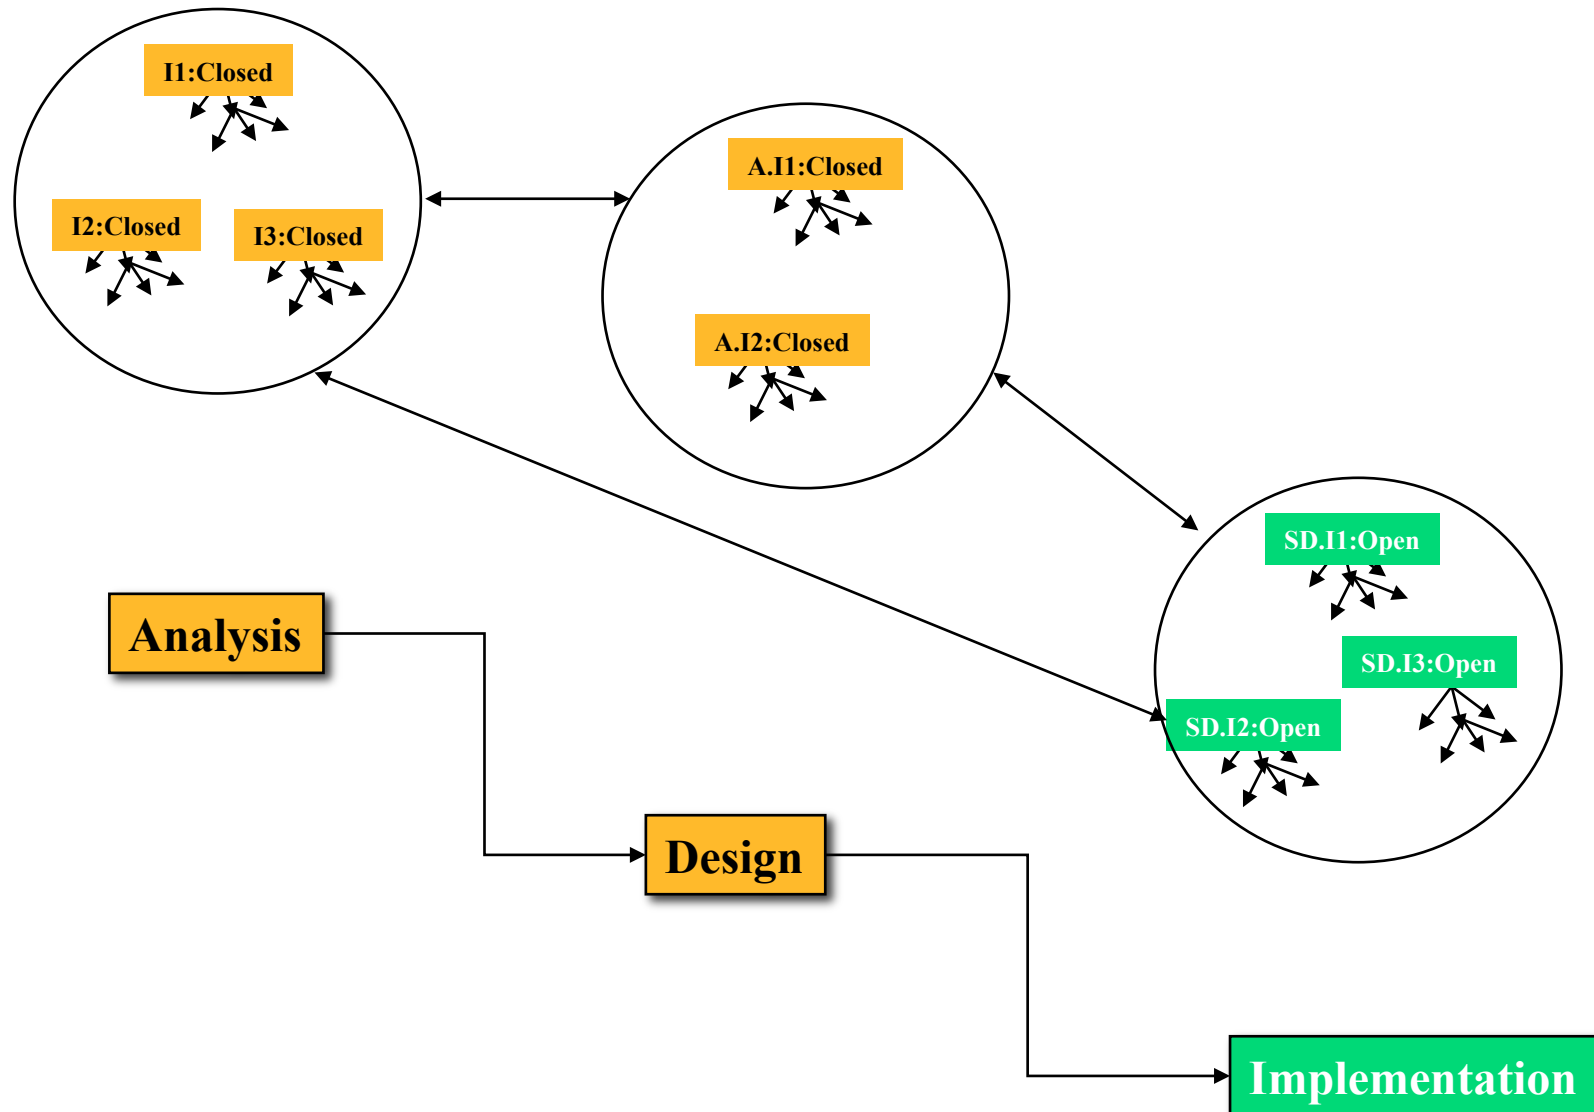 I1:Closed
A.I1:Closed
I2:Closed
I3:Closed
A.I2:Closed
SD.I1:Open
SD.I3:Open
SD.I2:Open
Analysis
Design
Implementation